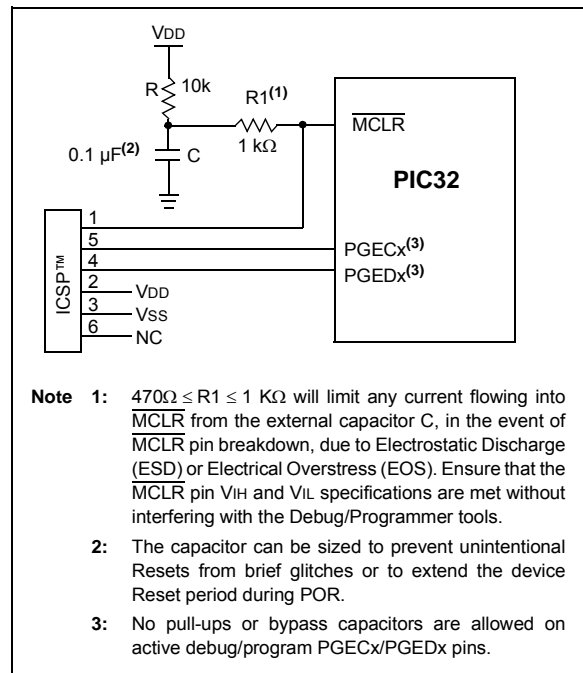 VDD
R 10k
R1(1)
1 kΩ
MCLR
0.1 µF(2) C
PIC32
ICSP™
1
5
4
2
3
6
PGECx(3)
PGEDx(3)
VDD
VSS
NC
Note 1: 470Ω ≤ R1 ≤ 1 KΩ will limit any current flowing into
MCLR from the external capacitor C, in the event of
MCLR pin breakdown, due to Electrostatic Discharge
(ESD) or Electrical Overstress (EOS). Ensure that the
MCLR pin VIH and VIL specifications are met without
interfering with the Debug/Programmer tools.
2: The capacitor can be sized to prevent unintentional
Resets from brief glitches or to extend the device
Reset period during POR.
3: No pull-ups or bypass capacitors are allowed on
active debug/program PGECx/PGEDx pins.